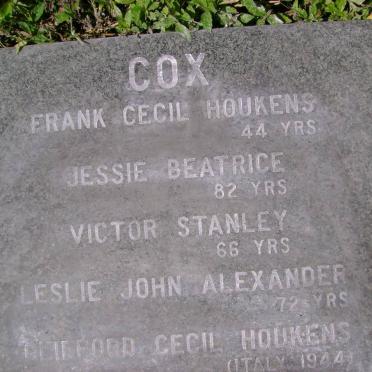 COX
FRANK CECIL HOUKENS
44 YRS
JESSIE BEATRICE
82 YRS
VICTOR STANLEY
66 YRS
LESLIE JOHN ALEXANDER
72 YRS
CLIFFORD CECIL HOUKENS
(ITALY 1944)